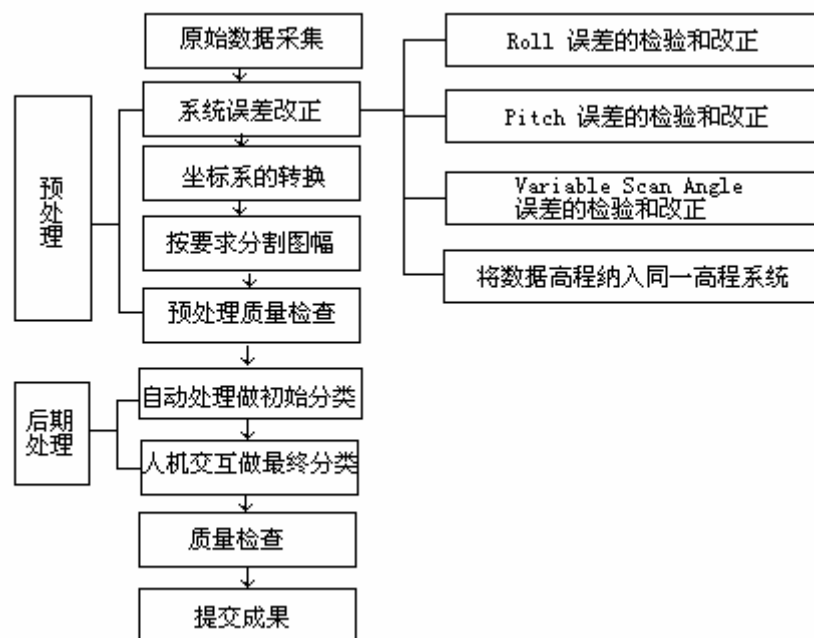 原始数据采集
系统误差改正
坐标系的转换
按要求分割图幅
预处理质量检查
预
处
理
Roll 误差的检验和改正
Pitch 误差的检验和改正
Variable Scan Angle
误差的检验和改正
将数据高程纳入同一高程系统
自动处理做初始分类
人机交互做最终分类
后期
处理
质量检查
提交成果